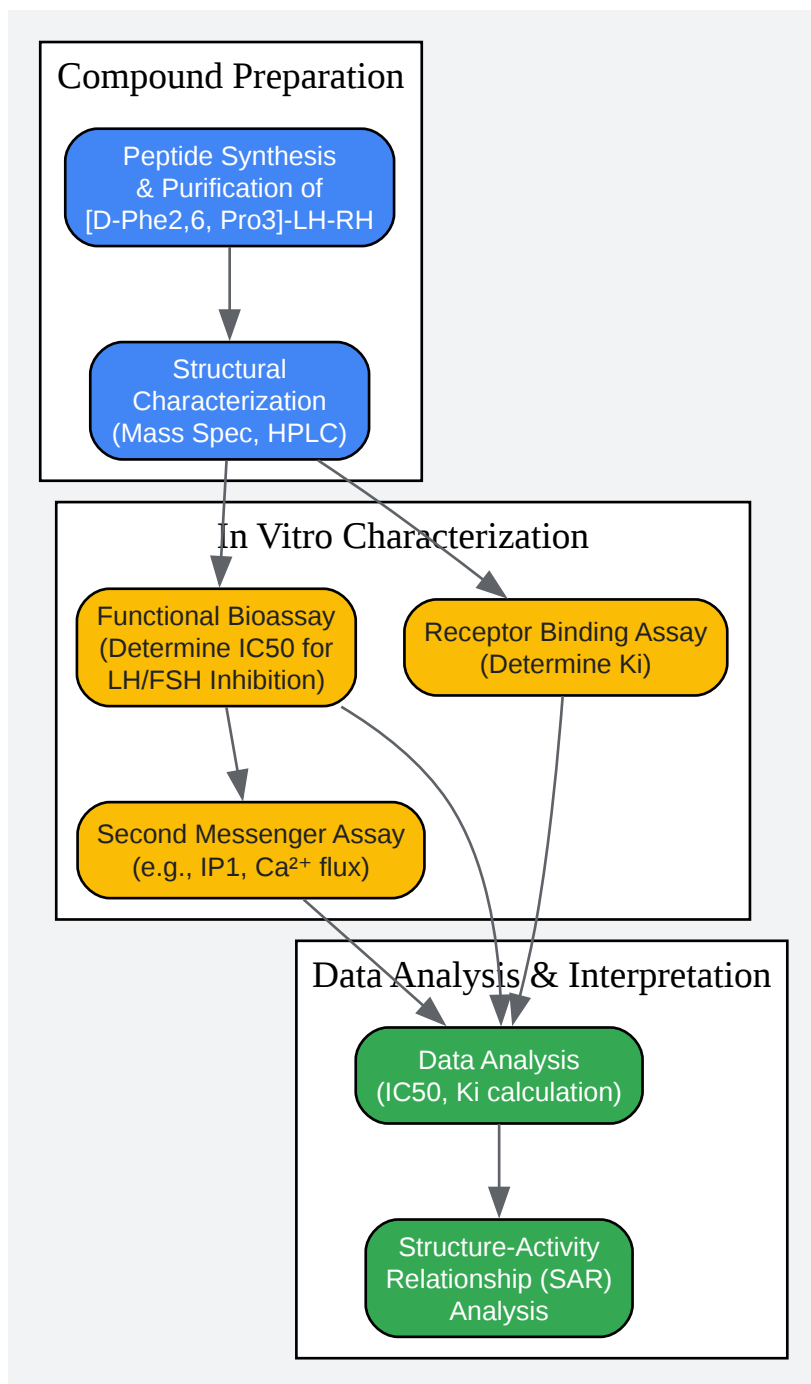 Compound Preparation
Peptide Synthesis
& Purification of
[D-Phe2,6, Pro3]-LH-RH
Structural
Characterization
(Mass Spec, HPLC)
In Vitro Characterization
Functional Bioassay
(Determine IC50 for
LH/FSH Inhibition)
Receptor Binding Assay
(Determine Ki)
Second Messenger Assay
(e.g., IP1, Ca²⁺ flux)
Data Analysis & Interpretation
Data Analysis
(IC50, Ki calculation)
Structure-Activity
Relationship (SAR)
Analysis